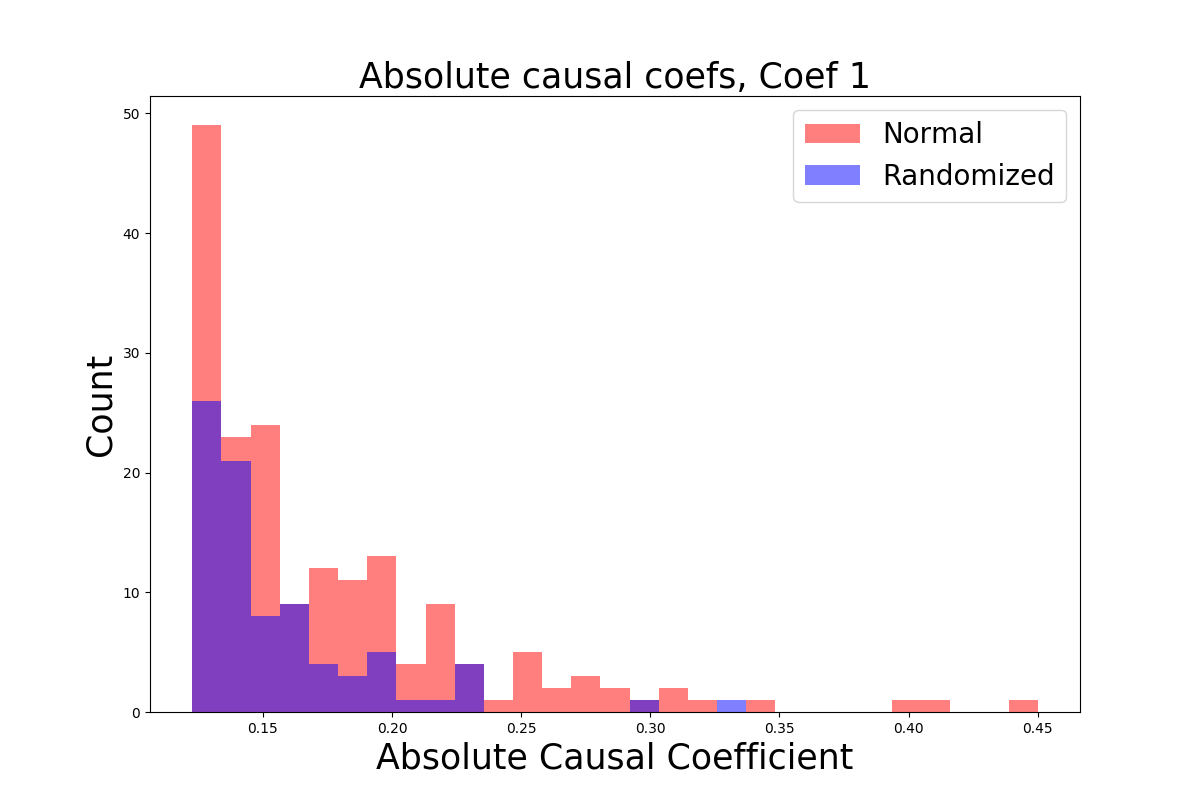 Absolute causal coefs, Coef 1
Normal
Randomized
50
40
30
20
10
0
Count
0.15 0.20 0.25 0.30 0.35 0.40 0.45
Absolute Causal Coefficient